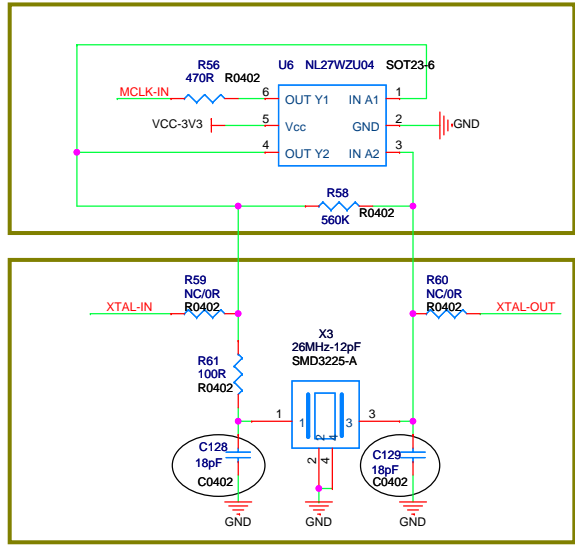 R56
470R R0402
U6 NL27WZU04 SOT23-6
MCLK-IN
6 OUT Y1 IN A1 1
VCC-3V3 5 Vcc GND 2 GND
4 OUT Y2 IN A2 3
R58
R0402
560K
R59
NC/0R
R0402
XTAL-IN
R60
NC/0R
R0402
XTAL-OUT
X3
26MHz-12pF
SMD3225-A
R61
100R
R0402
1 1 3 3
2 4
2 4
C128
18pF
C0402
C129
18pF
C0402
GND GND GND